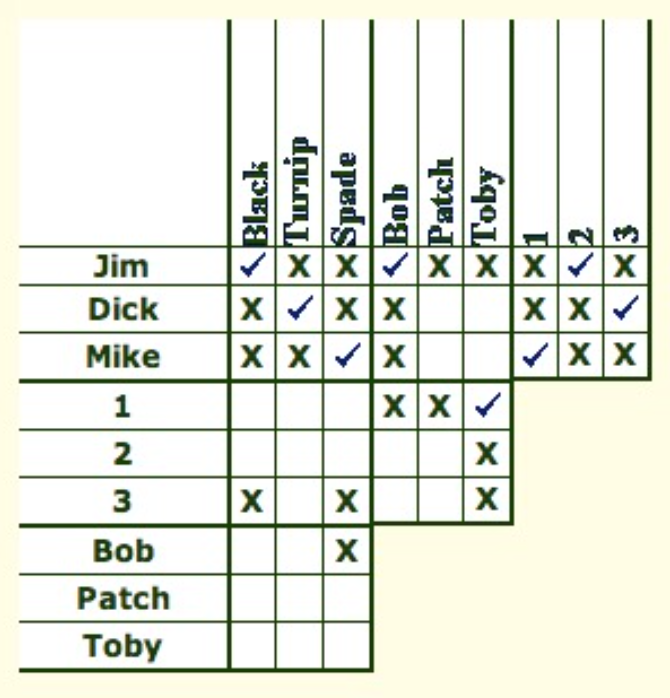 Black Turnip Spade Bob Patch Toby 1 2 3
Jim ✓ X X ✓ X X X ✓ X
Dick X ✓ X X X X ✓
Mike X X ✓ X ✓ X X
1 X X ✓
2 X
3 X X X
Bob X
Patch
Toby